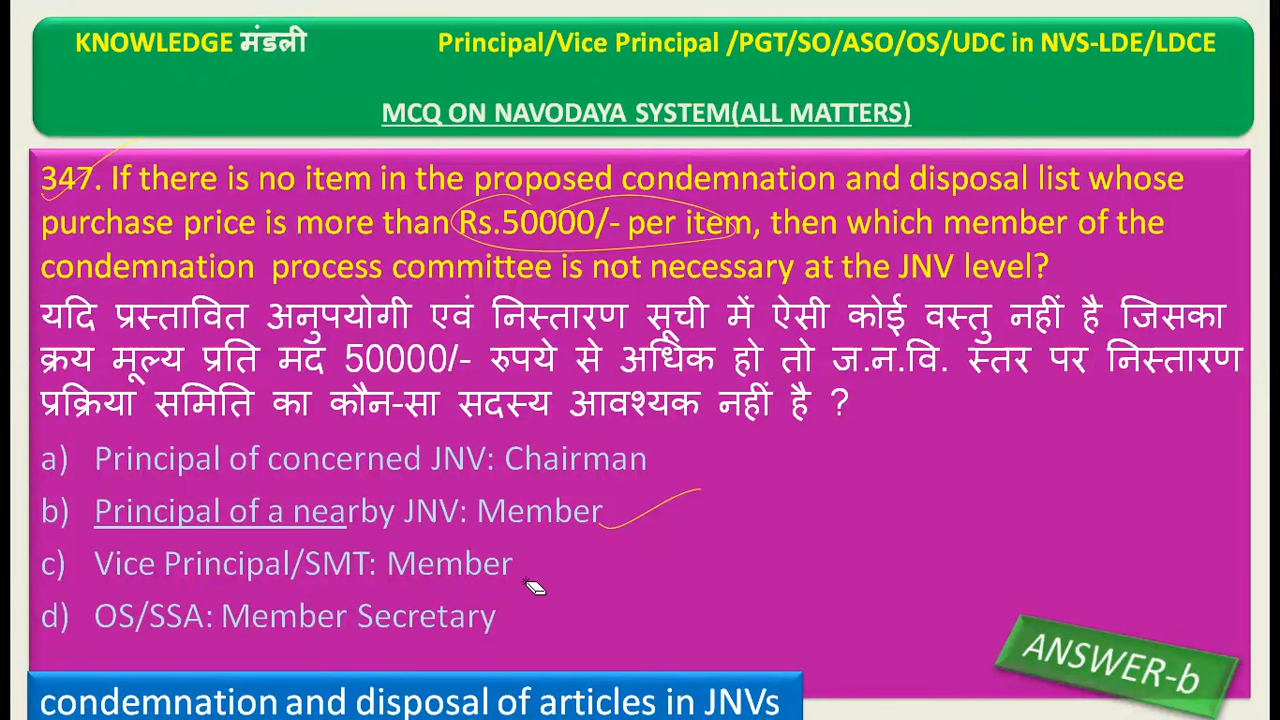 KNOWLEDGE मंडली Principal/Vice Principal /PGT/SO/ASO/OS/UDC in NVS-LDE/LDCE
MCQ ON NAVODAYA SYSTEM(ALL MATTERS)
347. If there is no item in the proposed condemnation and disposal list whose
purchase price is more than Rs.50000/- per item, then which member of the
condemnation process committee is not necessary at the JNV level?
यदि प्रस्तावित अनुपयोगी एवं निस्तारण सूची में ऐसी कोई वस्तु नहीं है जिसका
क्रय मूल्य प्रति मद 50000/- रुपये से अधिक हो तो ज.न.वि. स्तर पर निस्तारण
प्रक्रिया समिति का कौन-सा सदस्य आवश्यक नहीं है ?
a) Principal of concerned JNV: Chairman
b) Principal of a nearby JNV: Member
c) Vice Principal/SMT: Member
d) OS/SSA: Member Secretary
ANSWER-b
condemnation and disposal of articles in JNVs